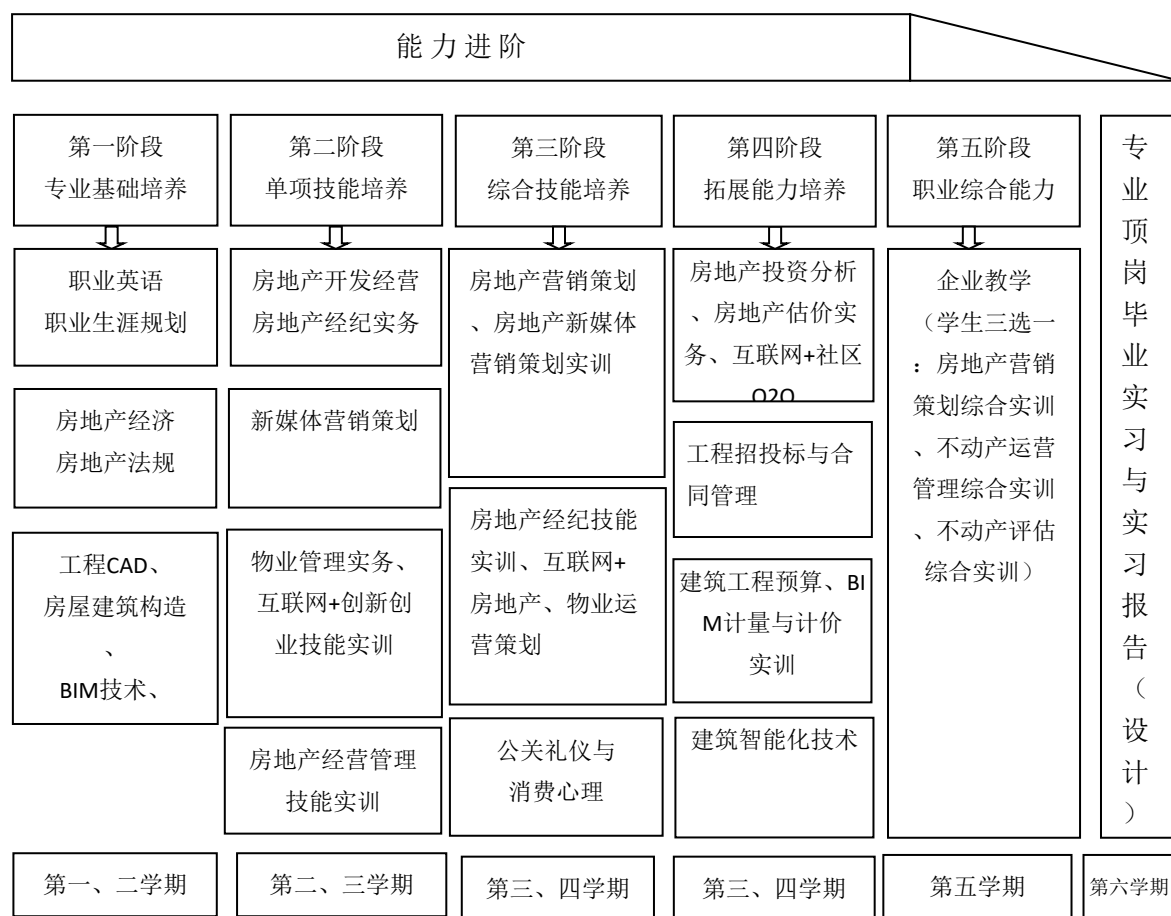 能力进阶
第一阶段
专业基础培养
第二阶段
单项技能培养
第三阶段
综合技能培养
第四阶段
拓展能力培养
第五阶段
职业综合能力
专业顶岗毕业实习与实习报告（设计）
职业英语
职业生涯规划
房地产经济
房地产法规
工程CAD、
房屋建筑构造
、
BIM技术、
房地产开发经营
房地产经纪实务
新媒体营销策划
物业管理实务、
互联网+创新创
业技能实训
房地产经营管理
技能实训
房地产营销策划
、房地产新媒体
营销策划实训
房地产经纪技能
实训、互联网+
房地产、物业运
营策划
公关礼仪与
消费心理
房地产投资分析
、房地产估价实
务、互联网+社区
O2O
工程招投标与合
同管理
建筑工程预算、BI
M计量与计价
实训
建筑智能化技术
企业教学
（学生三选一
：房地产营销
策划综合实训
、不动产运营
管理综合实训
、不动产评估
综合实训）
第一、二学期
第二、三学期
第三、四学期
第三、四学期
第五学期
第六学期